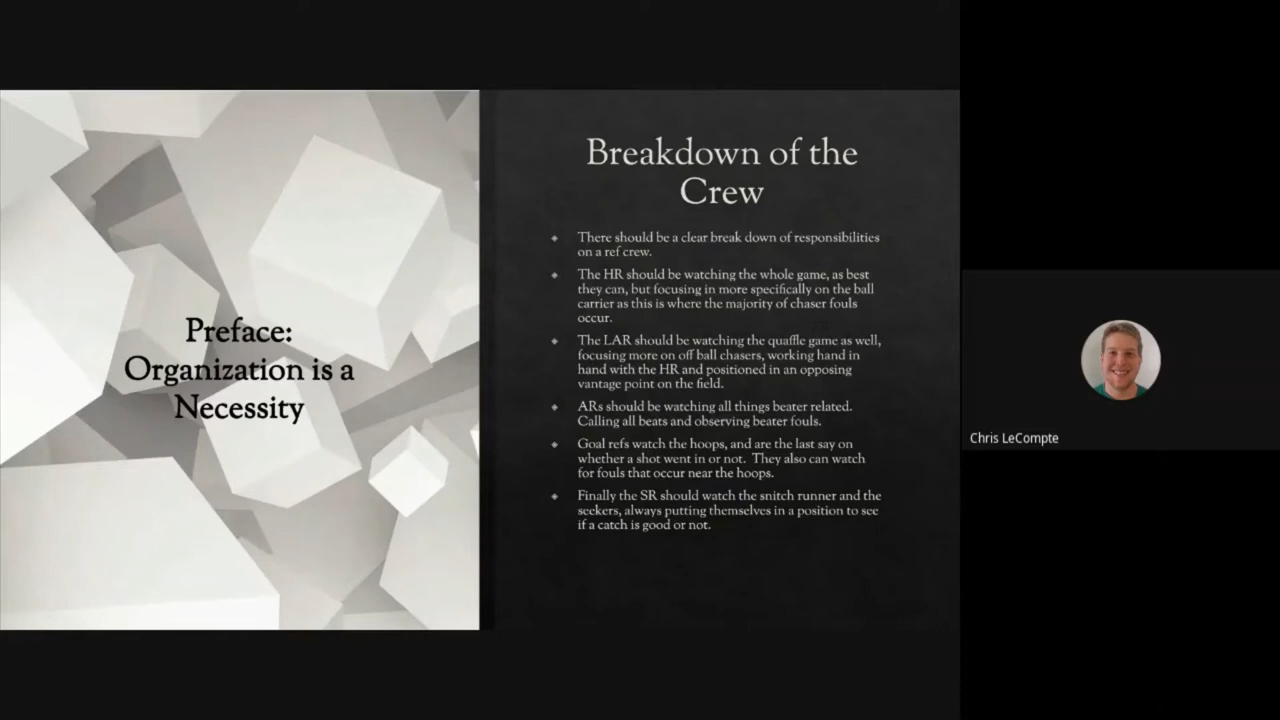 Preface:
Organization is a
Necessity
Breakdown of the
Crew
There should be a clear break down of responsibilities
on a ref crew.
The HR should be watching the whole game, as best
they can, but focusing in more specifically on the ball
carrier as this is where the majority of chaser fouls
occur.
The LAR should be watching the quaffle game as well,
focusing more on off ball chasers, working hand in
hand with the HR and positioned in an opposing
vantage point on the field.
ARs should be watching all things beater related.
Calling all beats and observing beater fouls.
Goal refs watch the hoops, and are the last say on
whether a shot went in or not. They also can watch
for fouls that occur near the hoops.
Finally the SR should watch the snitch runner and the
seekers, always putting themselves in a position to see
if a catch is good or not.
Chris LeCompte